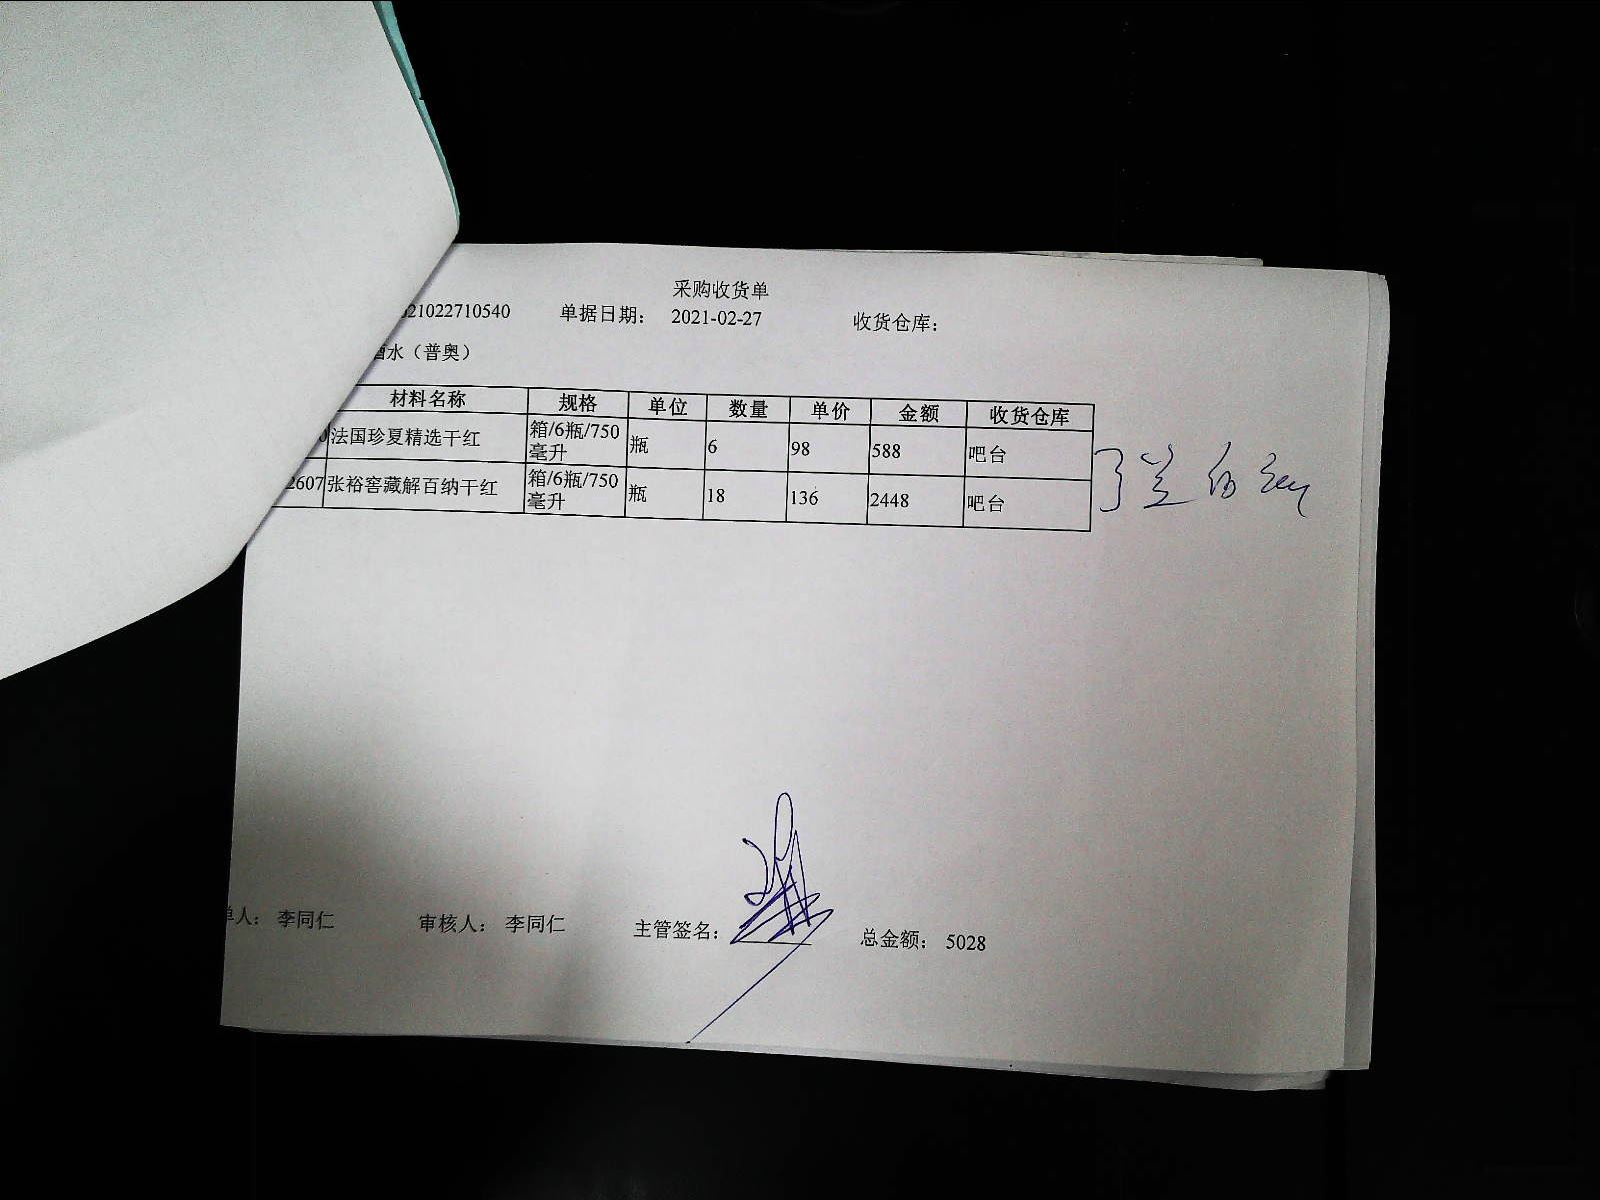 采购收货单
21022710540 单据日期： 2021-02-27 收货仓库：
酒水（普奥）
材料名称 规格 单位 数量 单价 金额 收货仓库
0 法国珍夏精选干红 箱/6瓶/750毫升 瓶 6 98 588 吧台
2607 张裕窖藏解百纳干红 箱/6瓶/750毫升 瓶 18 136 2448 吧台
单人： 李同仁 审核人： 李同仁 主管签名： 总金额： 5028